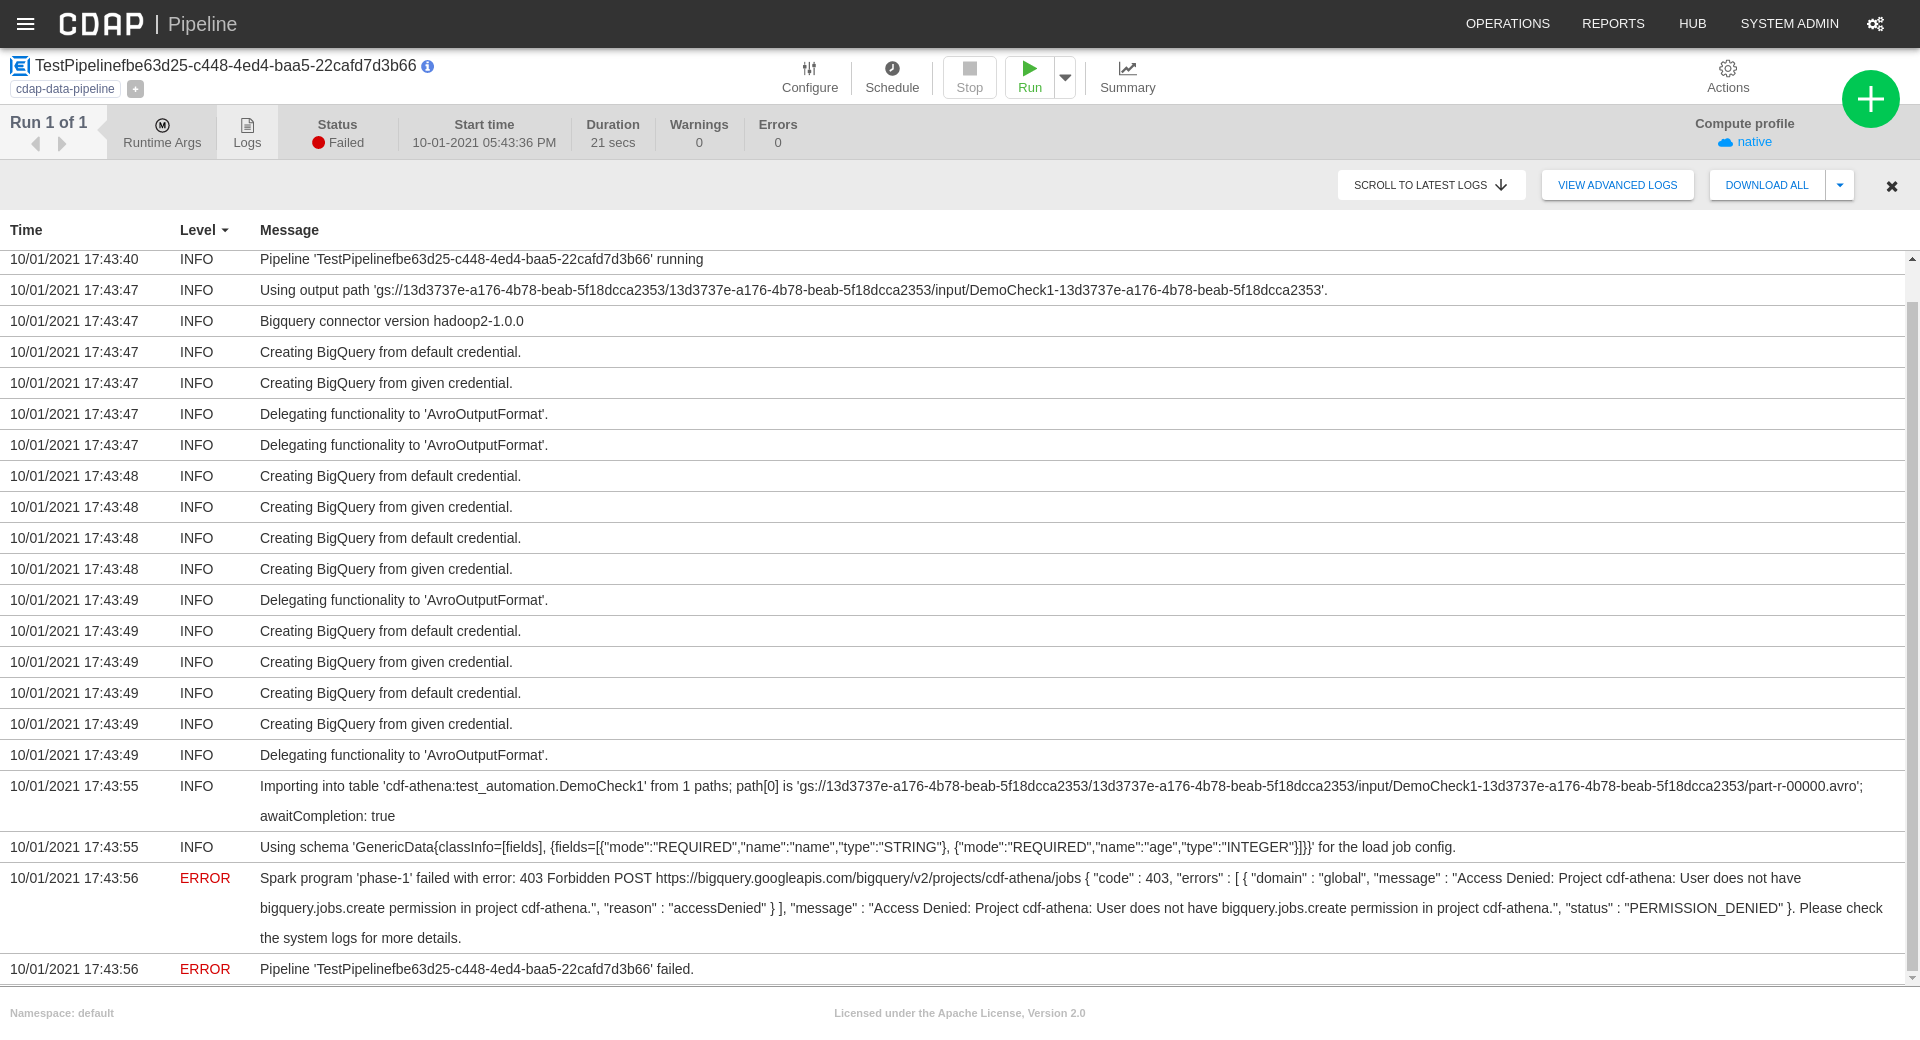 CDAP | Pipeline
OPERATIONS REPORTS HUB SYSTEM ADMIN
TestPipelinefbe63d25-c448-4ed4-baa5-22cafd7d3b66
cdap-data-pipeline +
Configure Schedule Stop Run Summary Actions
Run 1 of 1
M
Runtime Args
Logs
Status
Failed
Start time
10-01-2021 05:43:36 PM
Duration
21 secs
Warnings
0
Errors
0
Compute profile
native
SCROLL TO LATEST LOGS VIEW ADVANCED LOGS DOWNLOAD ALL
Time Level Message
10/01/2021 17:43:40 INFO Pipeline 'TestPipelinefbe63d25-c448-4ed4-baa5-22cafd7d3b66' running
10/01/2021 17:43:47 INFO Using output path 'gs://13d3737e-a176-4b78-beab-5f18dcca2353/13d3737e-a176-4b78-beab-5f18dcca2353/input/DemoCheck1-13d3737e-a176-4b78-beab-5f18dcca2353'.
10/01/2021 17:43:47 INFO Bigquery connector version hadoop2-1.0.0
10/01/2021 17:43:47 INFO Creating BigQuery from default credential.
10/01/2021 17:43:47 INFO Creating BigQuery from given credential.
10/01/2021 17:43:47 INFO Delegating functionality to 'AvroOutputFormat'.
10/01/2021 17:43:47 INFO Delegating functionality to 'AvroOutputFormat'.
10/01/2021 17:43:48 INFO Creating BigQuery from default credential.
10/01/2021 17:43:48 INFO Creating BigQuery from given credential.
10/01/2021 17:43:48 INFO Creating BigQuery from default credential.
10/01/2021 17:43:48 INFO Creating BigQuery from given credential.
10/01/2021 17:43:49 INFO Delegating functionality to 'AvroOutputFormat'.
10/01/2021 17:43:49 INFO Creating BigQuery from default credential.
10/01/2021 17:43:49 INFO Creating BigQuery from given credential.
10/01/2021 17:43:49 INFO Creating BigQuery from default credential.
10/01/2021 17:43:49 INFO Creating BigQuery from given credential.
10/01/2021 17:43:49 INFO Delegating functionality to 'AvroOutputFormat'.
10/01/2021 17:43:55 INFO Importing into table 'cdf-athena:test_automation.DemoCheck1' from 1 paths; path[0] is 'gs://13d3737e-a176-4b78-beab-5f18dcca2353/13d3737e-a176-4b78-beab-5f18dcca2353/input/DemoCheck1-13d3737e-a176-4b78-beab-5f18dcca2353/part-r-00000.avro';
awaitCompletion: true
10/01/2021 17:43:55 INFO Using schema 'GenericData{classInfo=[fields], {fields=[{"mode":"REQUIRED","name":"name","type":"STRING"}, {"mode":"REQUIRED","name":"age","type":"INTEGER"}]}}' for the load job config.
10/01/2021 17:43:56 ERROR Spark program 'phase-1' failed with error: 403 Forbidden POST https://bigquery.googleapis.com/bigquery/v2/projects/cdf-athena/jobs { "code" : 403, "errors" : [ { "domain" : "global", "message" : "Access Denied: Project cdf-athena: User does not have
bigquery.jobs.create permission in project cdf-athena.", "reason" : "accessDenied" } ], "message" : "Access Denied: Project cdf-athena: User does not have bigquery.jobs.create permission in project cdf-athena.", "status" : "PERMISSION_DENIED" }. Please check
the system logs for more details.
10/01/2021 17:43:56 ERROR Pipeline 'TestPipelinefbe63d25-c448-4ed4-baa5-22cafd7d3b66' failed.
Namespace: default Licensed under the Apache License, Version 2.0